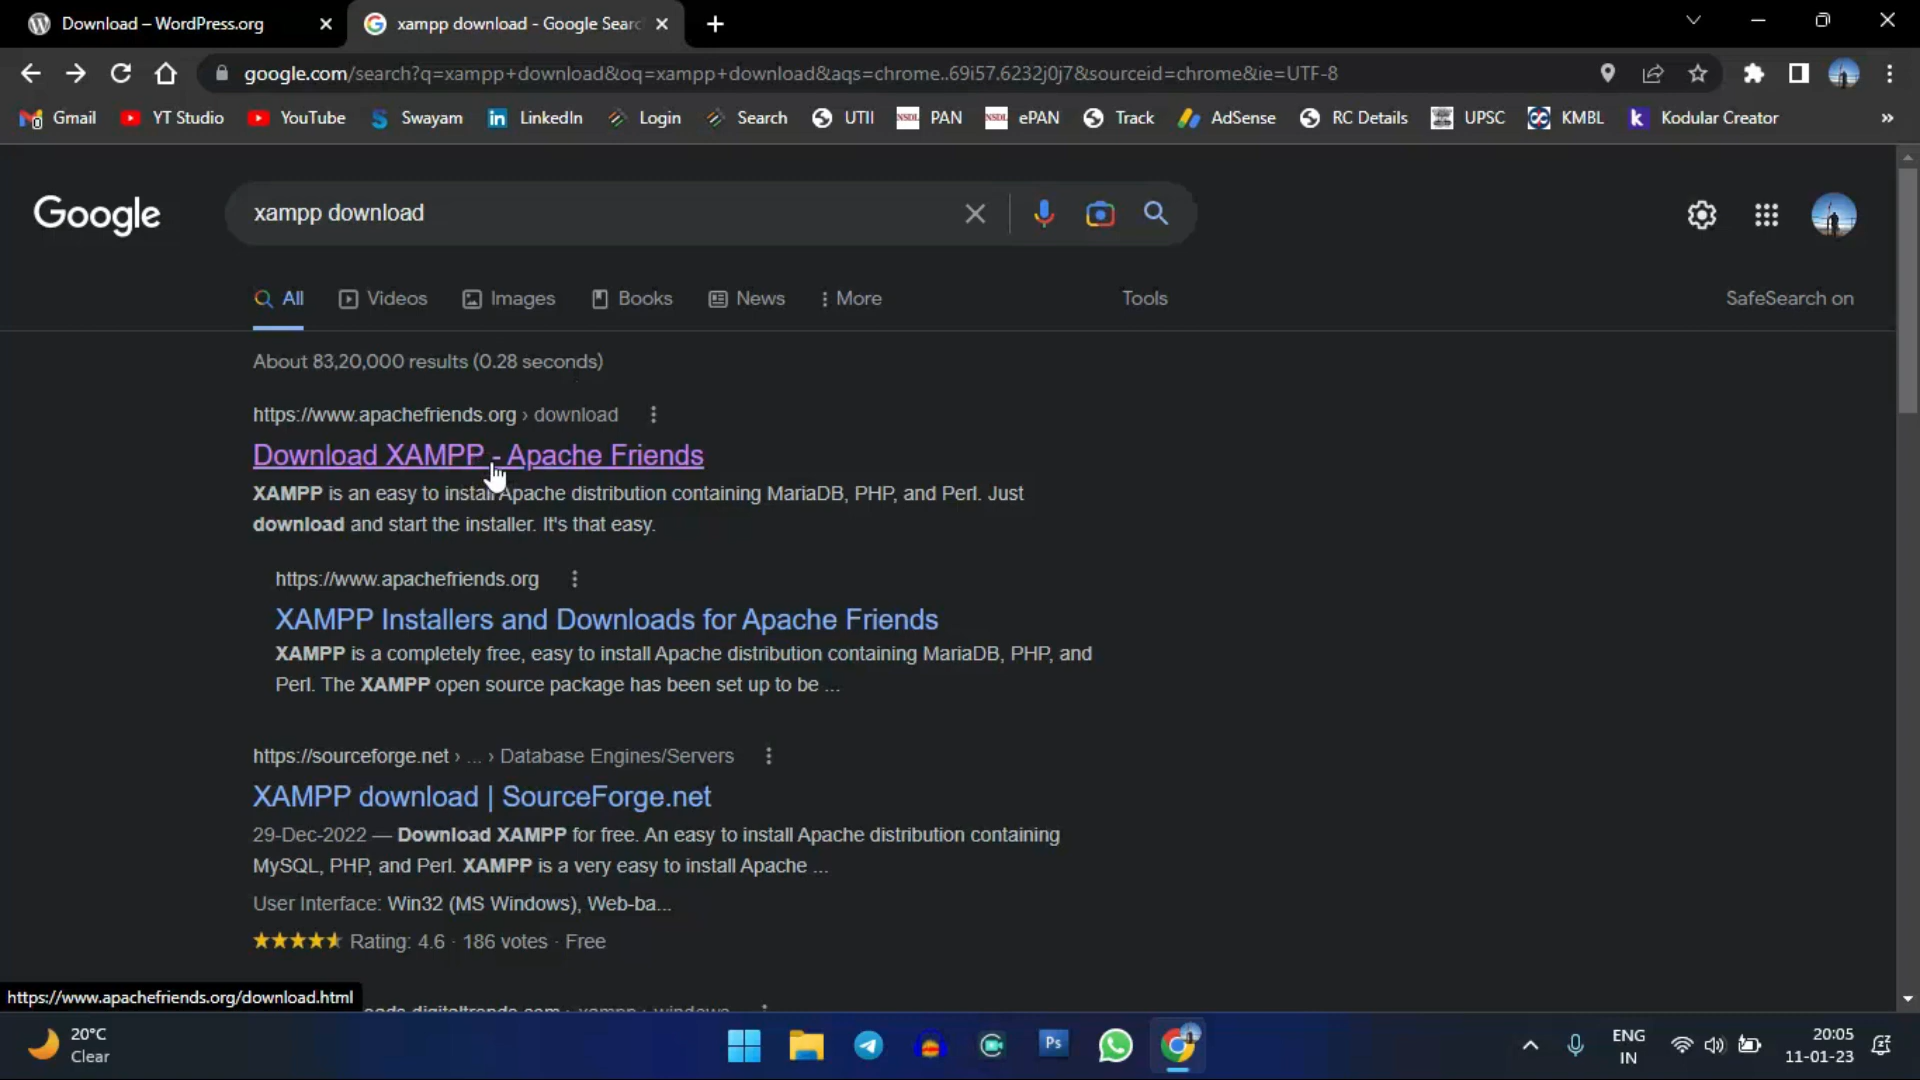 Download – WordPress.org
xampp download - Google Sear
google.com/search?q=xampp+download&oq=xampp+download&aqs=chrome..69i57.6232j0j7&sourceid=chrome&ie=UTF-8
Gmail YT Studio YouTube Swayam LinkedIn Login Search UTII PAN ePAN Track AdSense RC Details UPSC KMBL Kodular Creator »
Google
xampp download
All Videos Images Books News More Tools SafeSearch on
About 83,20,000 results (0.28 seconds)
https://www.apachefriends.org › download
Download XAMPP - Apache Friends
XAMPP is an easy to install Apache distribution containing MariaDB, PHP, and Perl. Just
download and start the installer. It's that easy.
https://www.apachefriends.org
XAMPP Installers and Downloads for Apache Friends
XAMPP is a completely free, easy to install Apache distribution containing MariaDB, PHP, and
Perl. The XAMPP open source package has been set up to be ...
https://sourceforge.net › ... › Database Engines/Servers
XAMPP download | SourceForge.net
29-Dec-2022 — Download XAMPP for free. An easy to install Apache distribution containing
MySQL, PHP, and Perl. XAMPP is a very easy to install Apache ...
User Interface: Win32 (MS Windows), Web-ba...
Rating: 4.6 · 186 votes · Free
https://www.apachefriends.org/download.html
20°C
Clear
Ps
ENG
IN
20:05
11-01-23